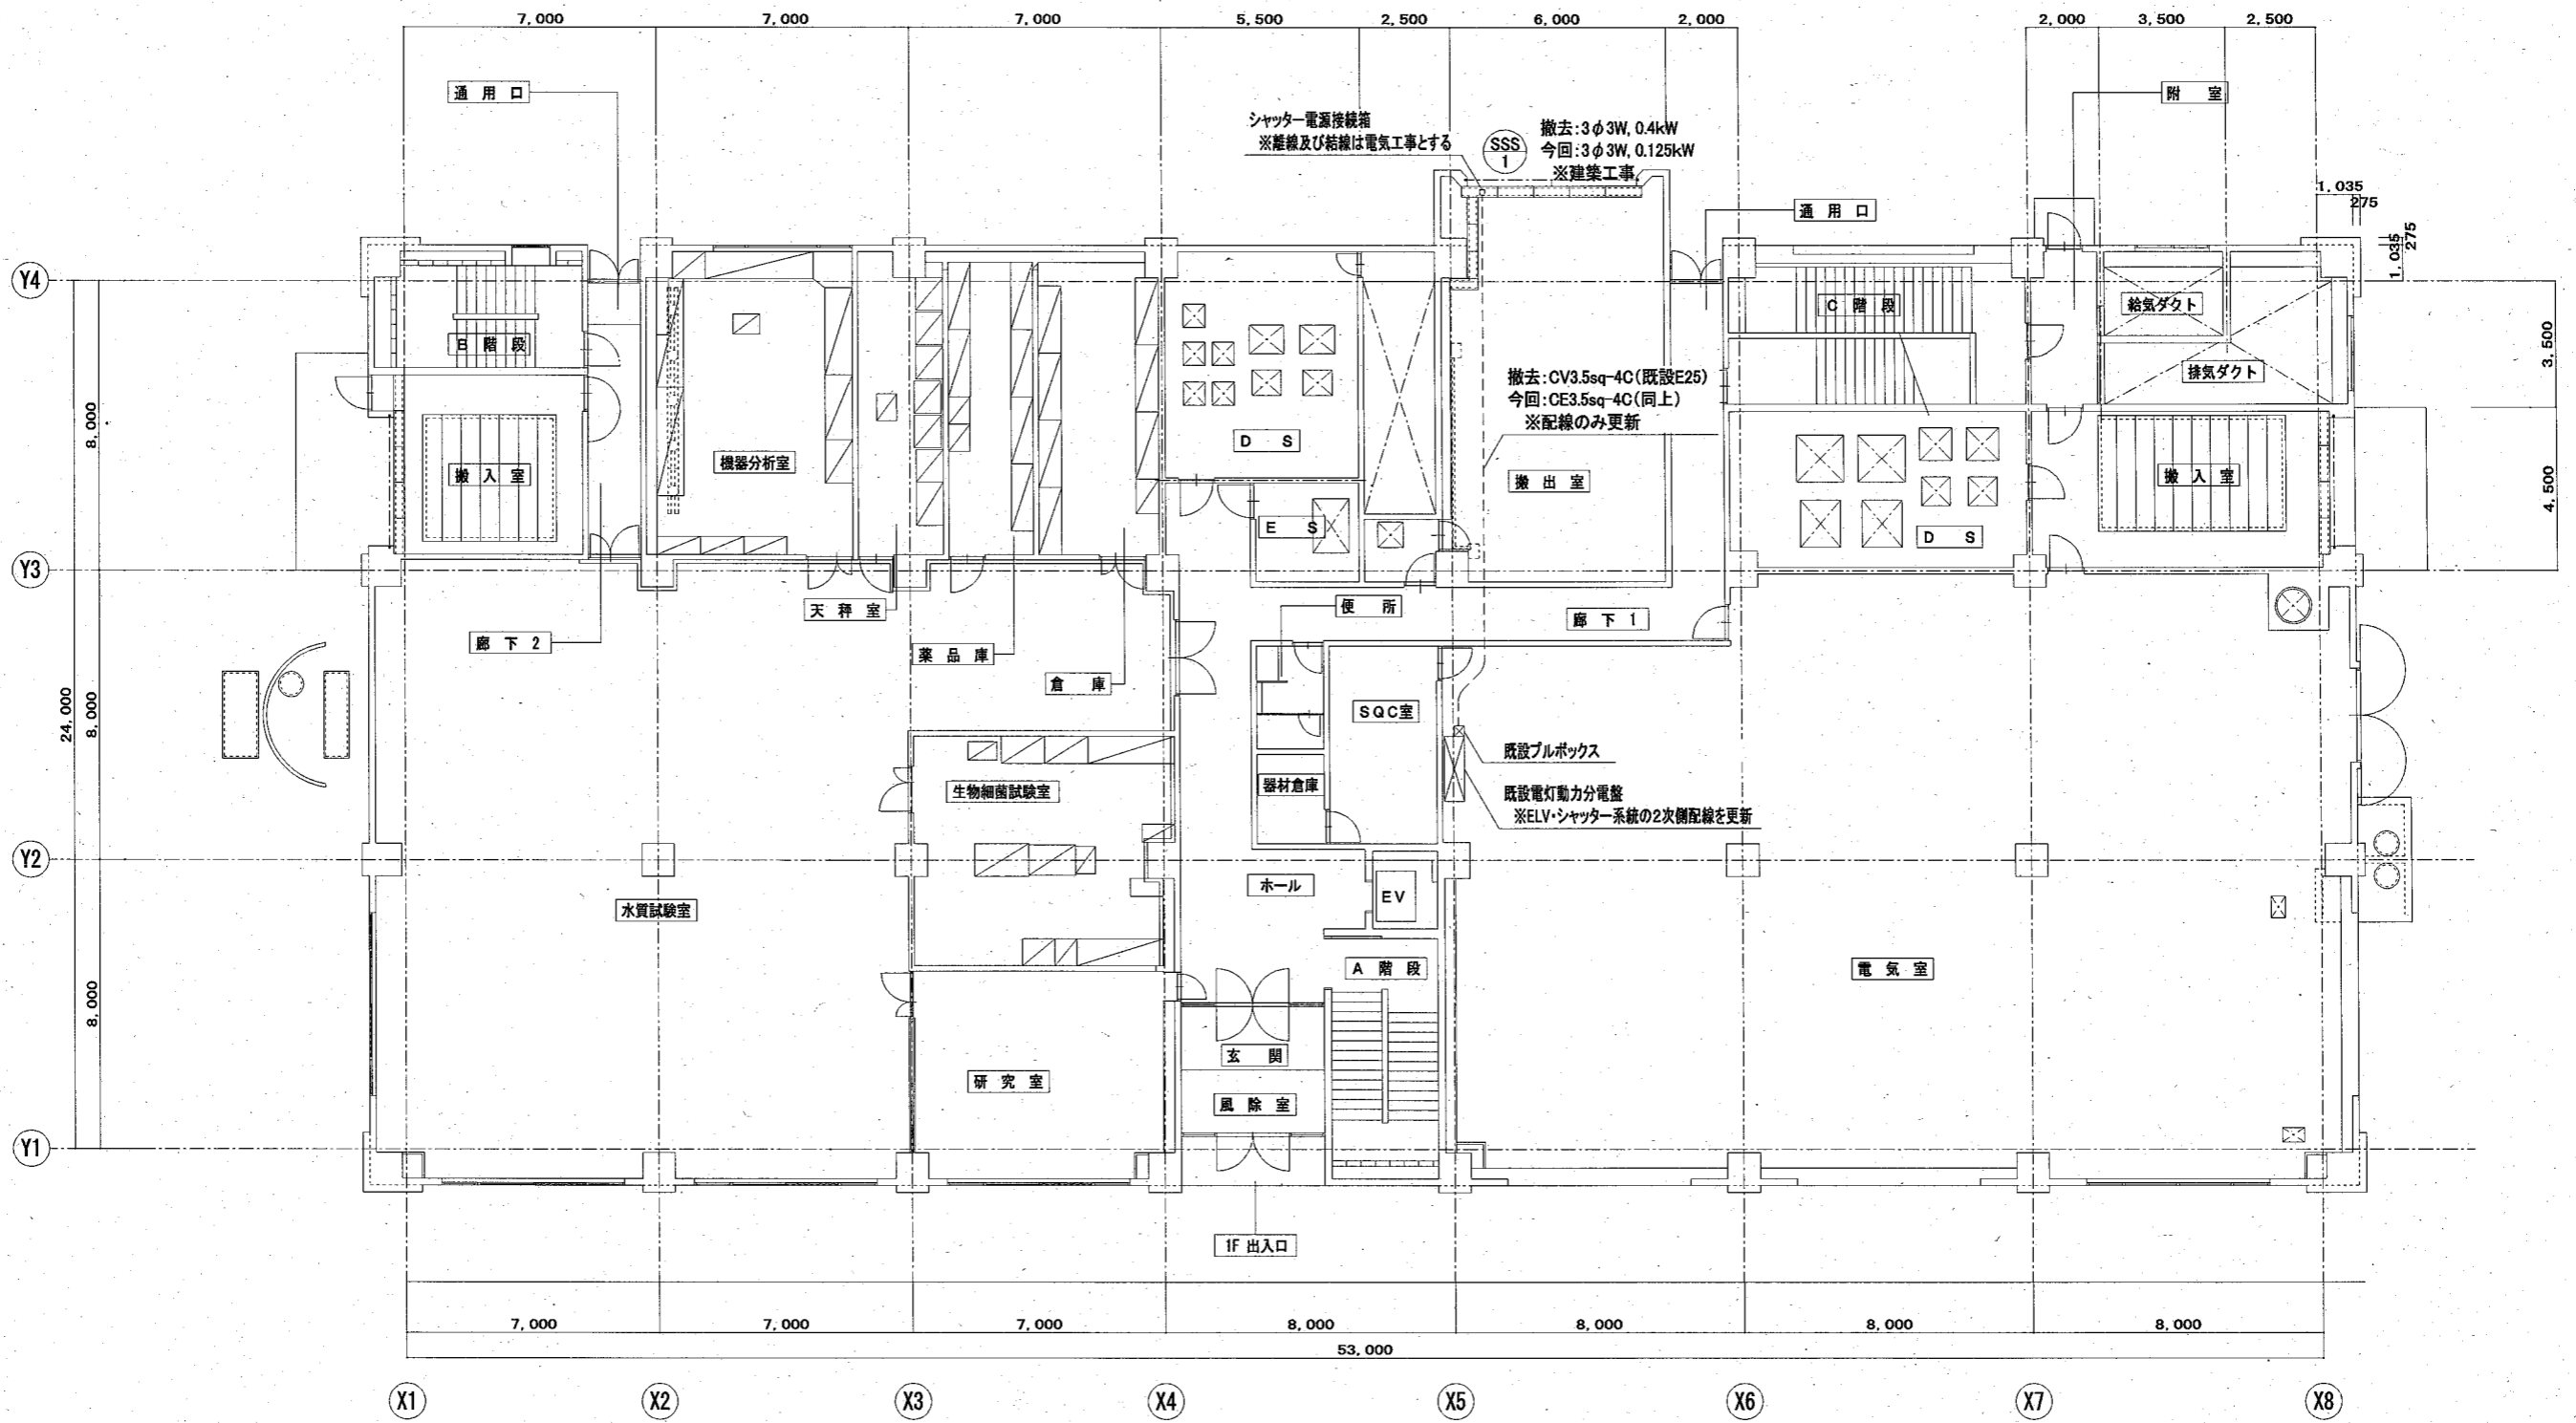 7,000
7,000
7,000
5,500
2,500
6,000
2,000
2,000
3,500
2,500
通用口
附室
シャッター電源接続箱
※離線及び結線は電気工事とする
SSS
1
撤去:3φ3W, 0.4kW
今回:3φ3W, 0.125kW
※建築工事
1,035
275
通用口
1,035
275
Y4
B階段
C階段
給気ダクト
排気ダクト
3,500
撤去:CV3.5sq-4C(既設E25)
今回:CE3.5sq-4C(同上)
※配線のみ更新
8,000
DS
搬入室
機器分析室
搬出室
搬入室
4,500
ES
DS
Y3
天秤室
便所
廊下1
廊下2
薬品庫
倉庫
24,000
8,000
SQC室
既設プルボックス
生物細菌試験室
器材倉庫
既設電灯動力分電盤
※ELV・シャッター系統の2次側配線を更新
Y2
ホール
EV
水質試験室
A階段
電気室
8,000
玄関
研究室
風除室
Y1
1F 出入口
7,000
7,000
7,000
8,000
8,000
8,000
8,000
53,000
X1
X2
X3
X4
X5
X6
X7
X8